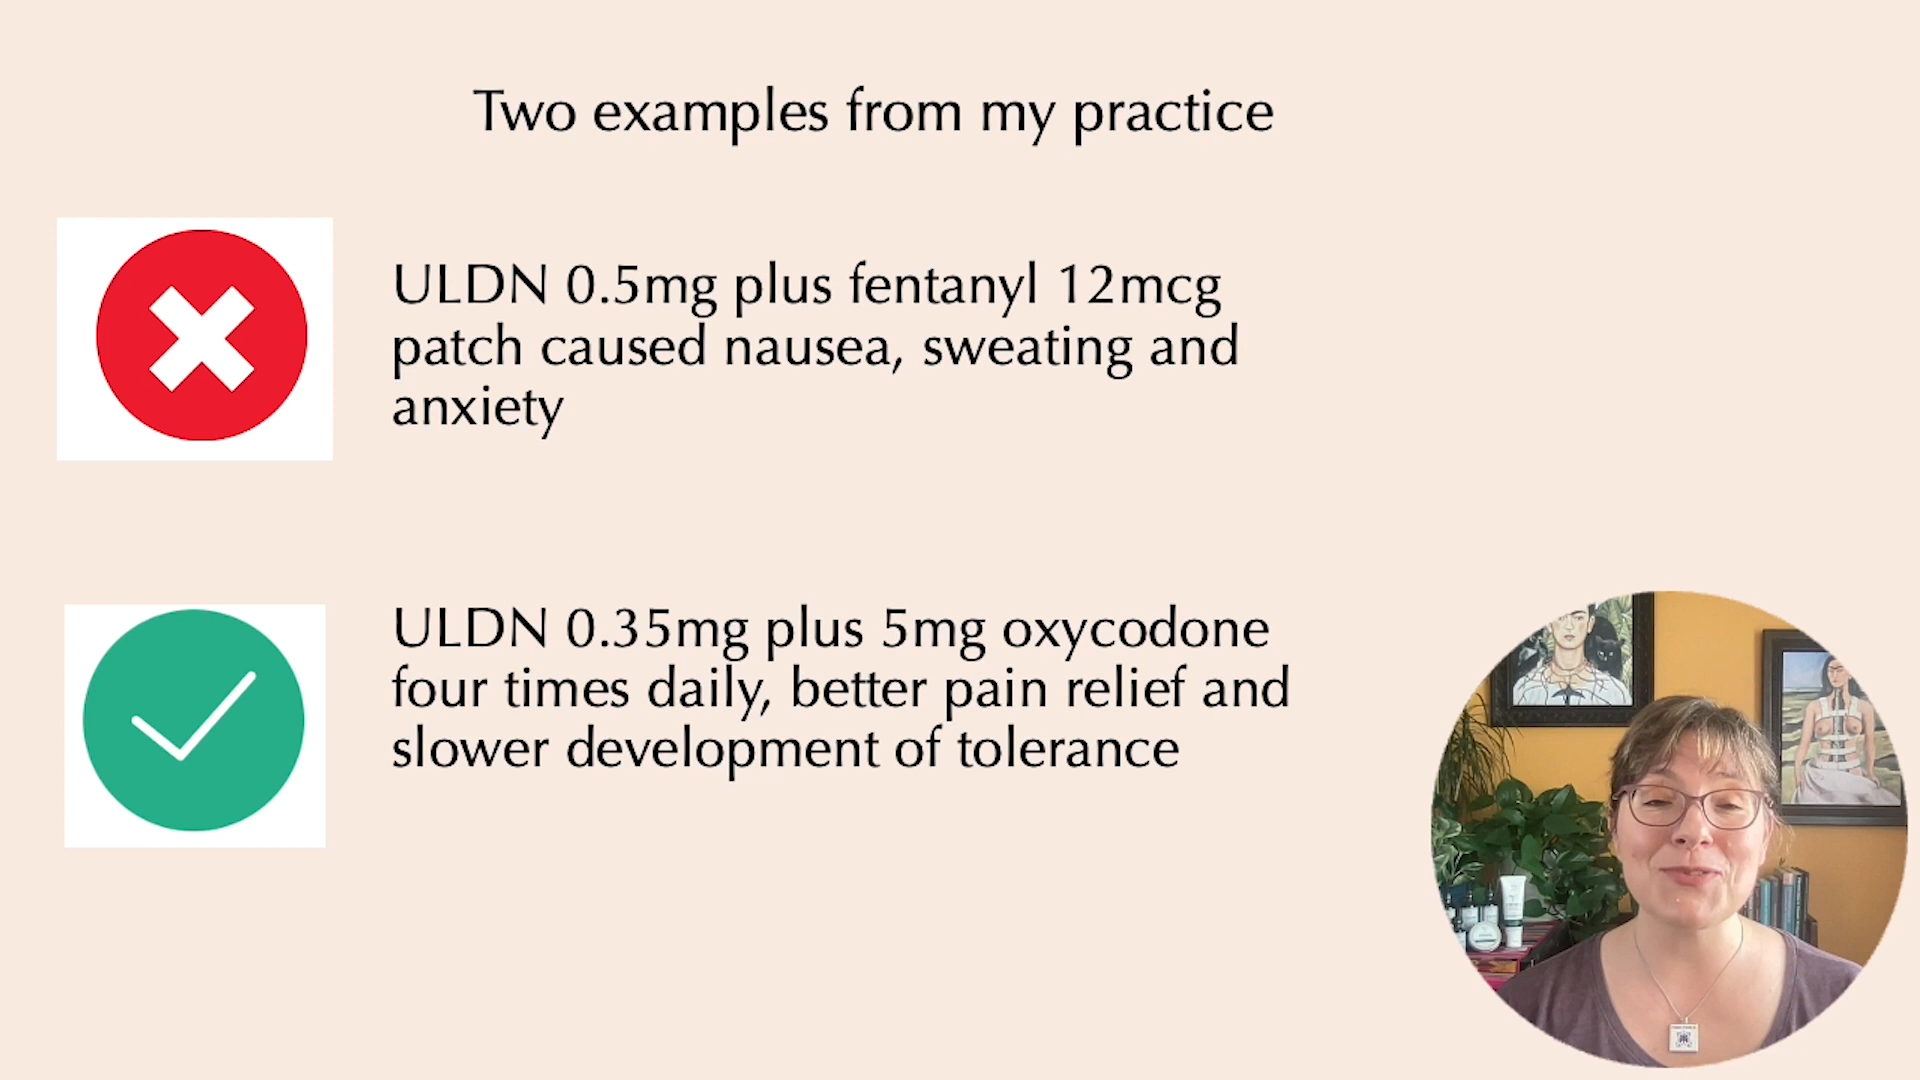 Two examples from my practice
ULDN 0.5mg plus fentanyl 12mcg
patch caused nausea, sweating and
anxiety
ULDN 0.35mg plus 5mg oxycodone
four times daily, better pain relief and
slower development of tolerance